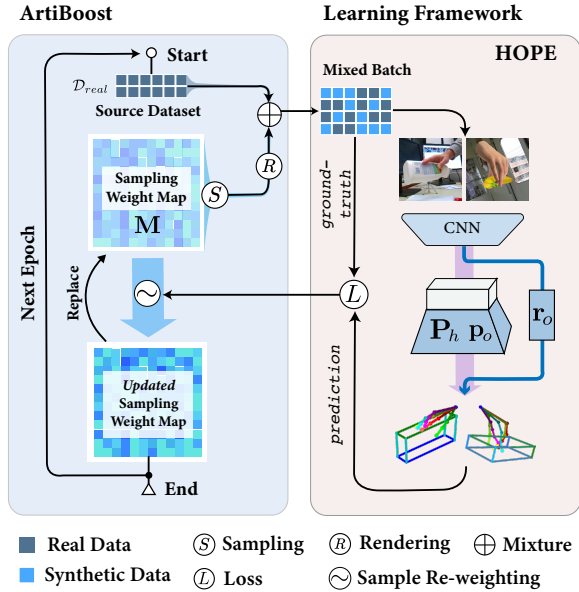 ArtiBoost
Learning Framework
Start
HOPE
D_real
Source Dataset
Mixed Batch
R
Sampling
Weight Map
M
S
ground-
truth
CNN
Next Epoch
Replace
L
P_h p_o
r_o
Updated
Sampling
Weight Map
prediction
End
Real Data
S Sampling
R Rendering
Mixture
Synthetic Data
L Loss
Sample Re-weighting